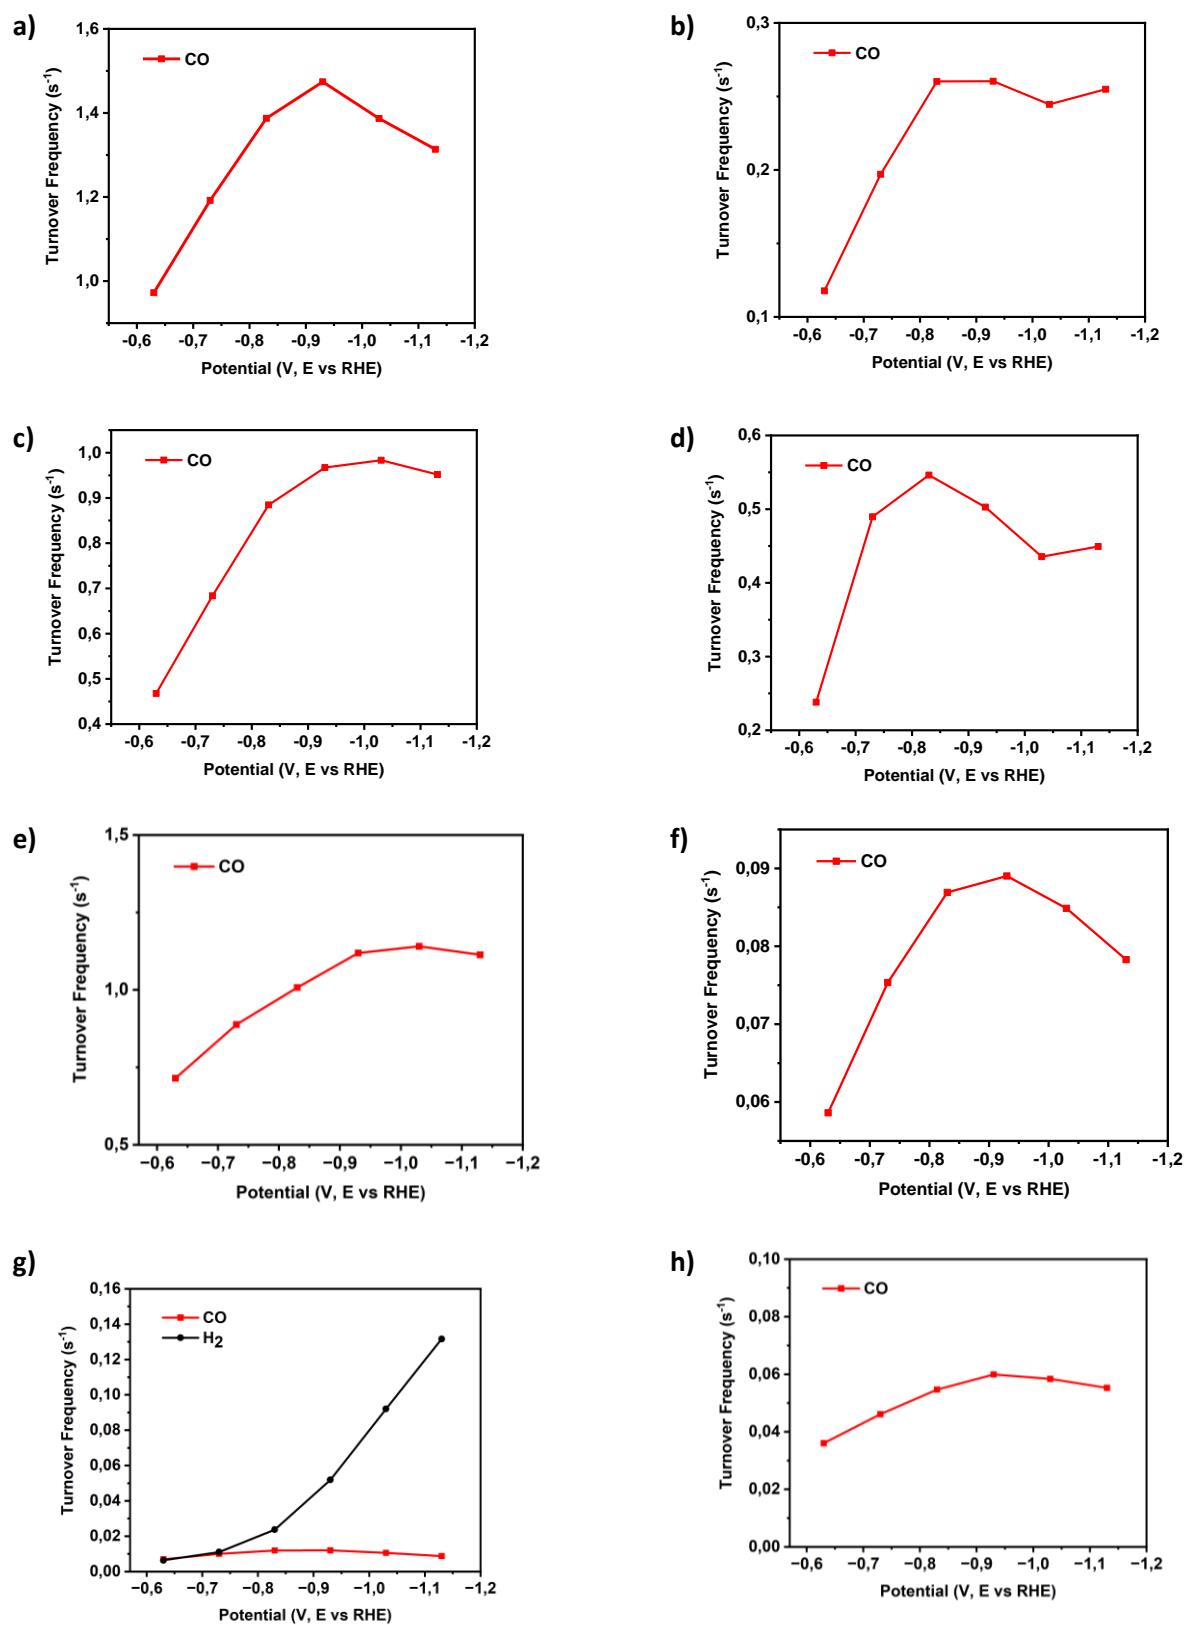 a)
1,6
1,4
1,2
1,0
Turnover Frequency (s-1)
CO
-0,6 -0,7 -0,8 -0,9 -1,0 -1,1 -1,2
Potential (V, E vs RHE)
b)
0,3
0,2
0,1
Turnover Frequency (s-1)
CO
-0,6 -0,7 -0,8 -0,9 -1,0 -1,1 -1,2
Potential (V, E vs RHE)
c)
1,0
0,9
0,8
0,7
0,6
0,5
0,4
Turnover Frequency (s-1)
CO
-0,6 -0,7 -0,8 -0,9 -1,0 -1,1 -1,2
Potential (V, E vs RHE)
d)
0,6
0,5
0,4
0,3
0,2
Turnover Frequency (s-1)
CO
-0,6 -0,7 -0,8 -0,9 -1,0 -1,1 -1,2
Potential (V, E vs RHE)
e)
1,5
1,0
0,5
Turnover Frequency (s-1)
CO
−0,6 −0,7 −0,8 −0,9 −1,0 −1,1 −1,2
Potential (V, E vs RHE)
f)
0,09
0,08
0,07
0,06
Turnover Frequency (s-1)
CO
-0,6 -0,7 -0,8 -0,9 -1,0 -1,1 -1,2
Potential (V, E vs RHE)
g)
0,16
0,14
0,12
0,10
0,08
0,06
0,04
0,02
0,00
Turnover Frequency (s-1)
CO
H2
−0,6 −0,7 −0,8 −0,9 −1,0 −1,1 −1,2
Potential (V, E vs RHE)
h)
0,10
0,08
0,06
0,04
0,02
0,00
Turnover Frequency (s-1)
CO
−0,6 −0,7 −0,8 −0,9 −1,0 −1,1 −1,2
Potential (V, E vs RHE)